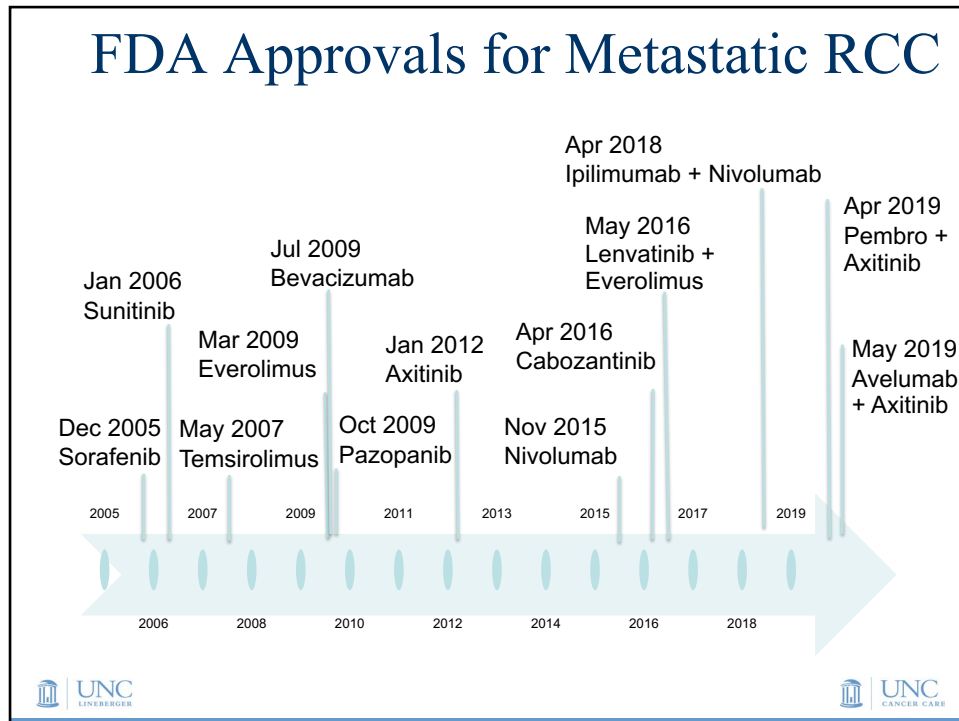 FDA Approvals for Metastatic RCC
Apr 2018
Ipilimumab + Nivolumab
Apr 2019
Pembro +
Axitinib
May 2016
Lenvatinib +
Everolimus
Jul 2009
Bevacizumab
Jan 2006
Sunitinib
Mar 2009
Everolimus
Jan 2012
Axitinib
Apr 2016
Cabozantinib
May 2019
Avelumab
+ Axitinib
Dec 2005
Sorafenib
May 2007
Temsirolimus
Oct 2009
Pazopanib
Nov 2015
Nivolumab
2005
2007
2009
2011
2013
2015
2017
2019
2006
2008
2010
2012
2014
2016
2018
UNC
LINEBERGER
UNC
CANCER CARE